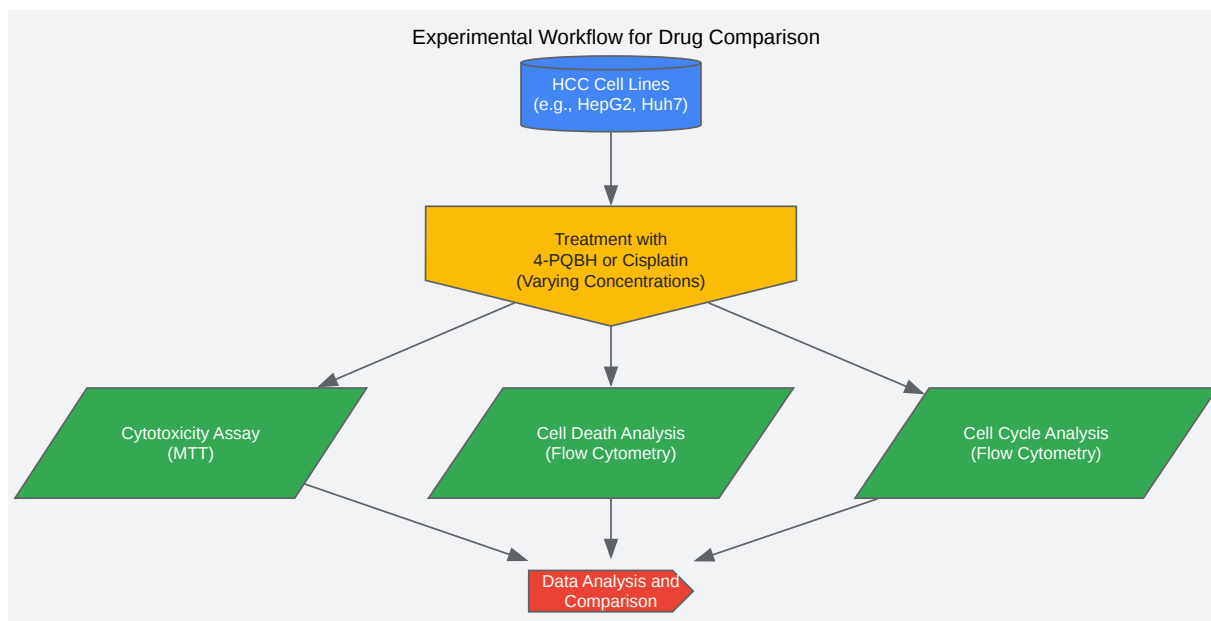 Experimental Workflow for Drug Comparison
HCC Cell Lines
(e.g., HepG2, Huh7)
Treatment with
4-PQBH or Cisplatin
(Varying Concentrations)
Cytotoxicity Assay
(MTT)
Cell Death Analysis
(Flow Cytometry)
Cell Cycle Analysis
(Flow Cytometry)
Data Analysis and
Comparison